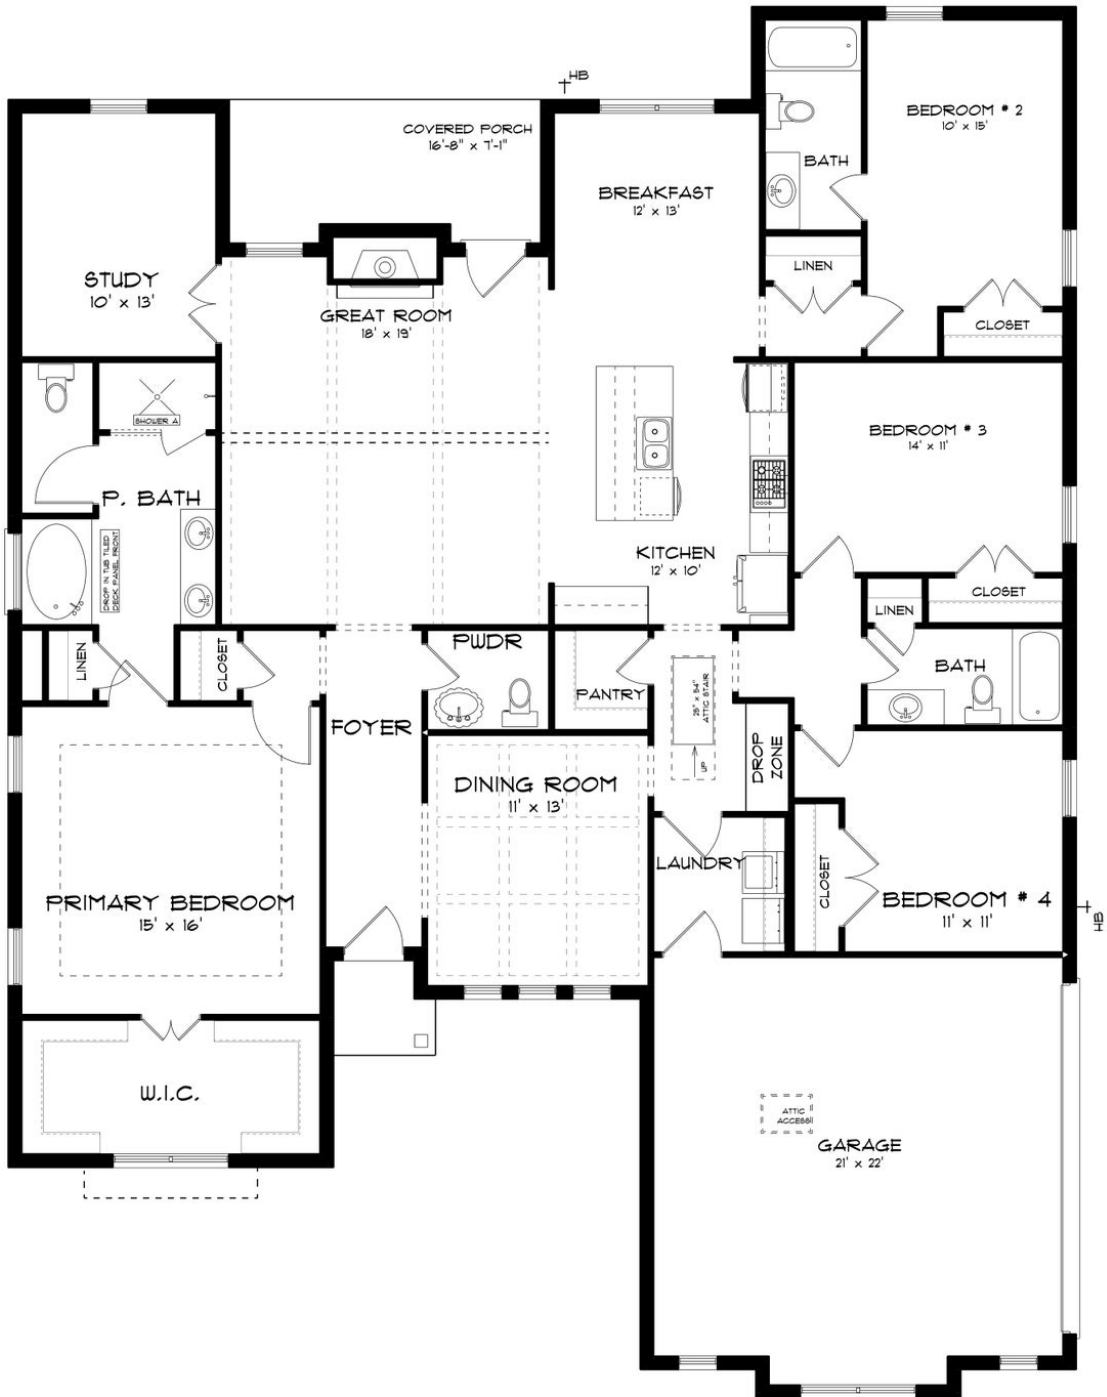 HB
COVERED PORCH
16'-8" x 7'-1"
BEDROOM # 2
10' x 15'
BATH
BREAKFAST
12' x 13'
LINEN
STUDY
10' x 13'
GREAT ROOM
18' x 19'
CLOSET
SHOWER A
BEDROOM # 3
14' x 11'
P. BATH
DROP IN TUB TILED
DECK PANEL FRONT
KITCHEN
12' x 10'
CLOSET
LINEN
LINEN
CLOSET
PWDR
PANTRY
25" x 54"
ATTIC STAIR
UP
BATH
FOYER
DROP
ZONE
DINING ROOM
11' x 13'
LAUNDRY
CLOSET
BEDROOM # 4
11' x 11'
HB
PRIMARY BEDROOM
15' x 16'
W.I.C.
ATTIC
ACCESS
GARAGE
21' x 22'